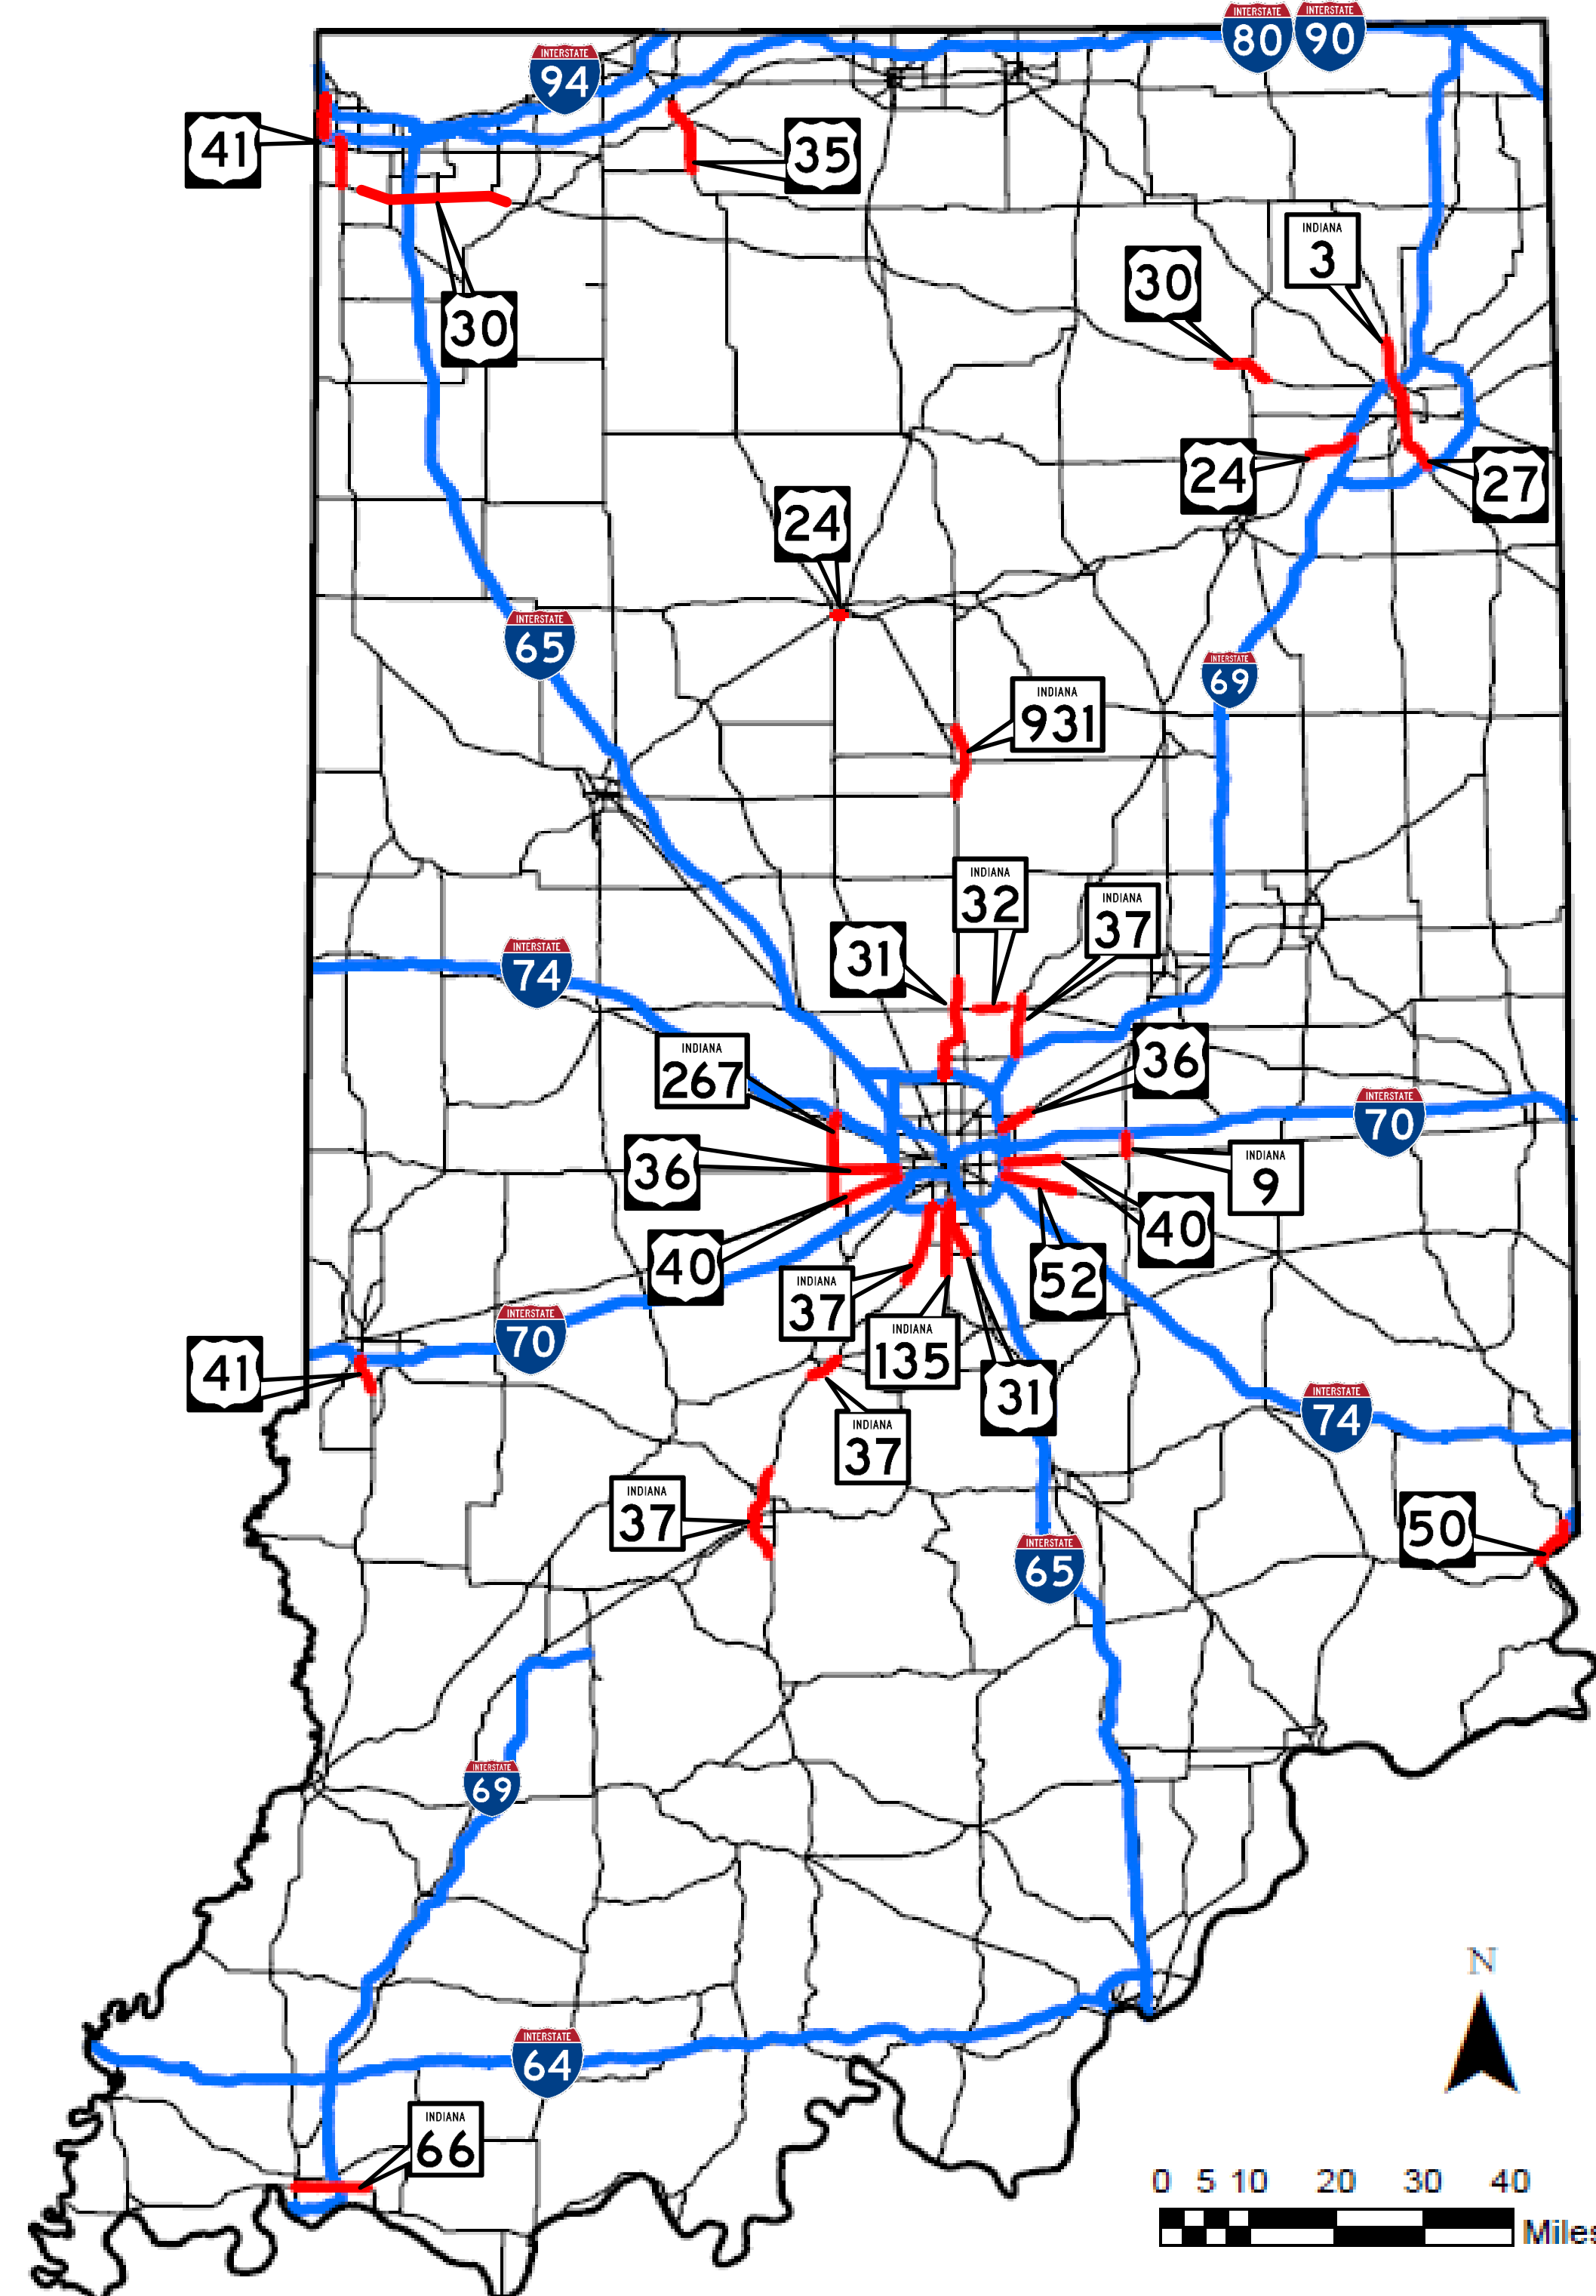 INTERSTATE
80
INTERSTATE
90
INTERSTATE
94
41
35
INDIANA
3
30
30
24
27
24
INTERSTATE
65
INTERSTATE
69
INDIANA
931
INDIANA
32
INDIANA
37
31
INTERSTATE
74
36
INDIANA
267
INTERSTATE
70
36
INDIANA
9
40
40
52
INDIANA
37
INTERSTATE
70
INDIANA
135
41
31
INTERSTATE
74
INDIANA
37
INDIANA
37
50
INTERSTATE
65
INTERSTATE
69
N
INTERSTATE
64
INDIANA
66
0 5 10 20 30 40
Miles